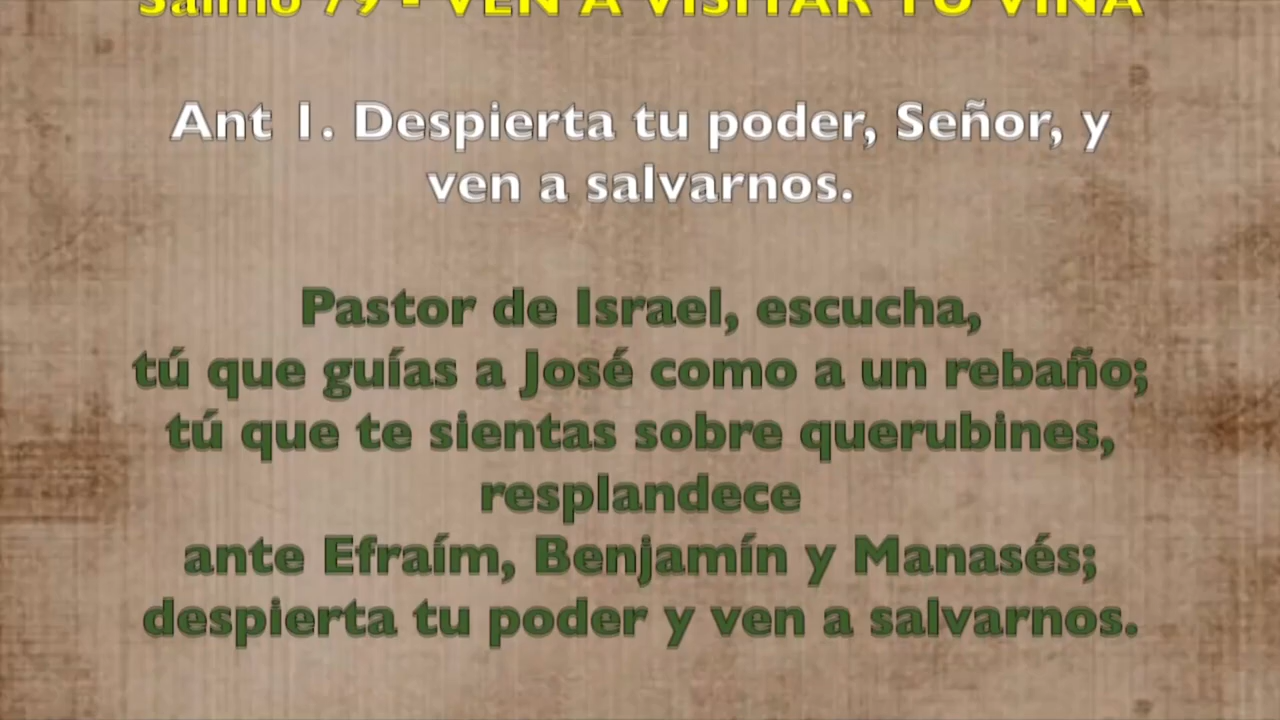 Salmo 79 - VEN A VISITAR TU VIÑA
Ant 1. Despierta tu poder, Señor, y
ven a salvarnos.
Pastor de Israel, escucha,
tú que guías a José como a un rebaño;
tú que te sientas sobre querubines,
resplandece
ante Efraím, Benjamín y Manasés;
despierta tu poder y ven a salvarnos.